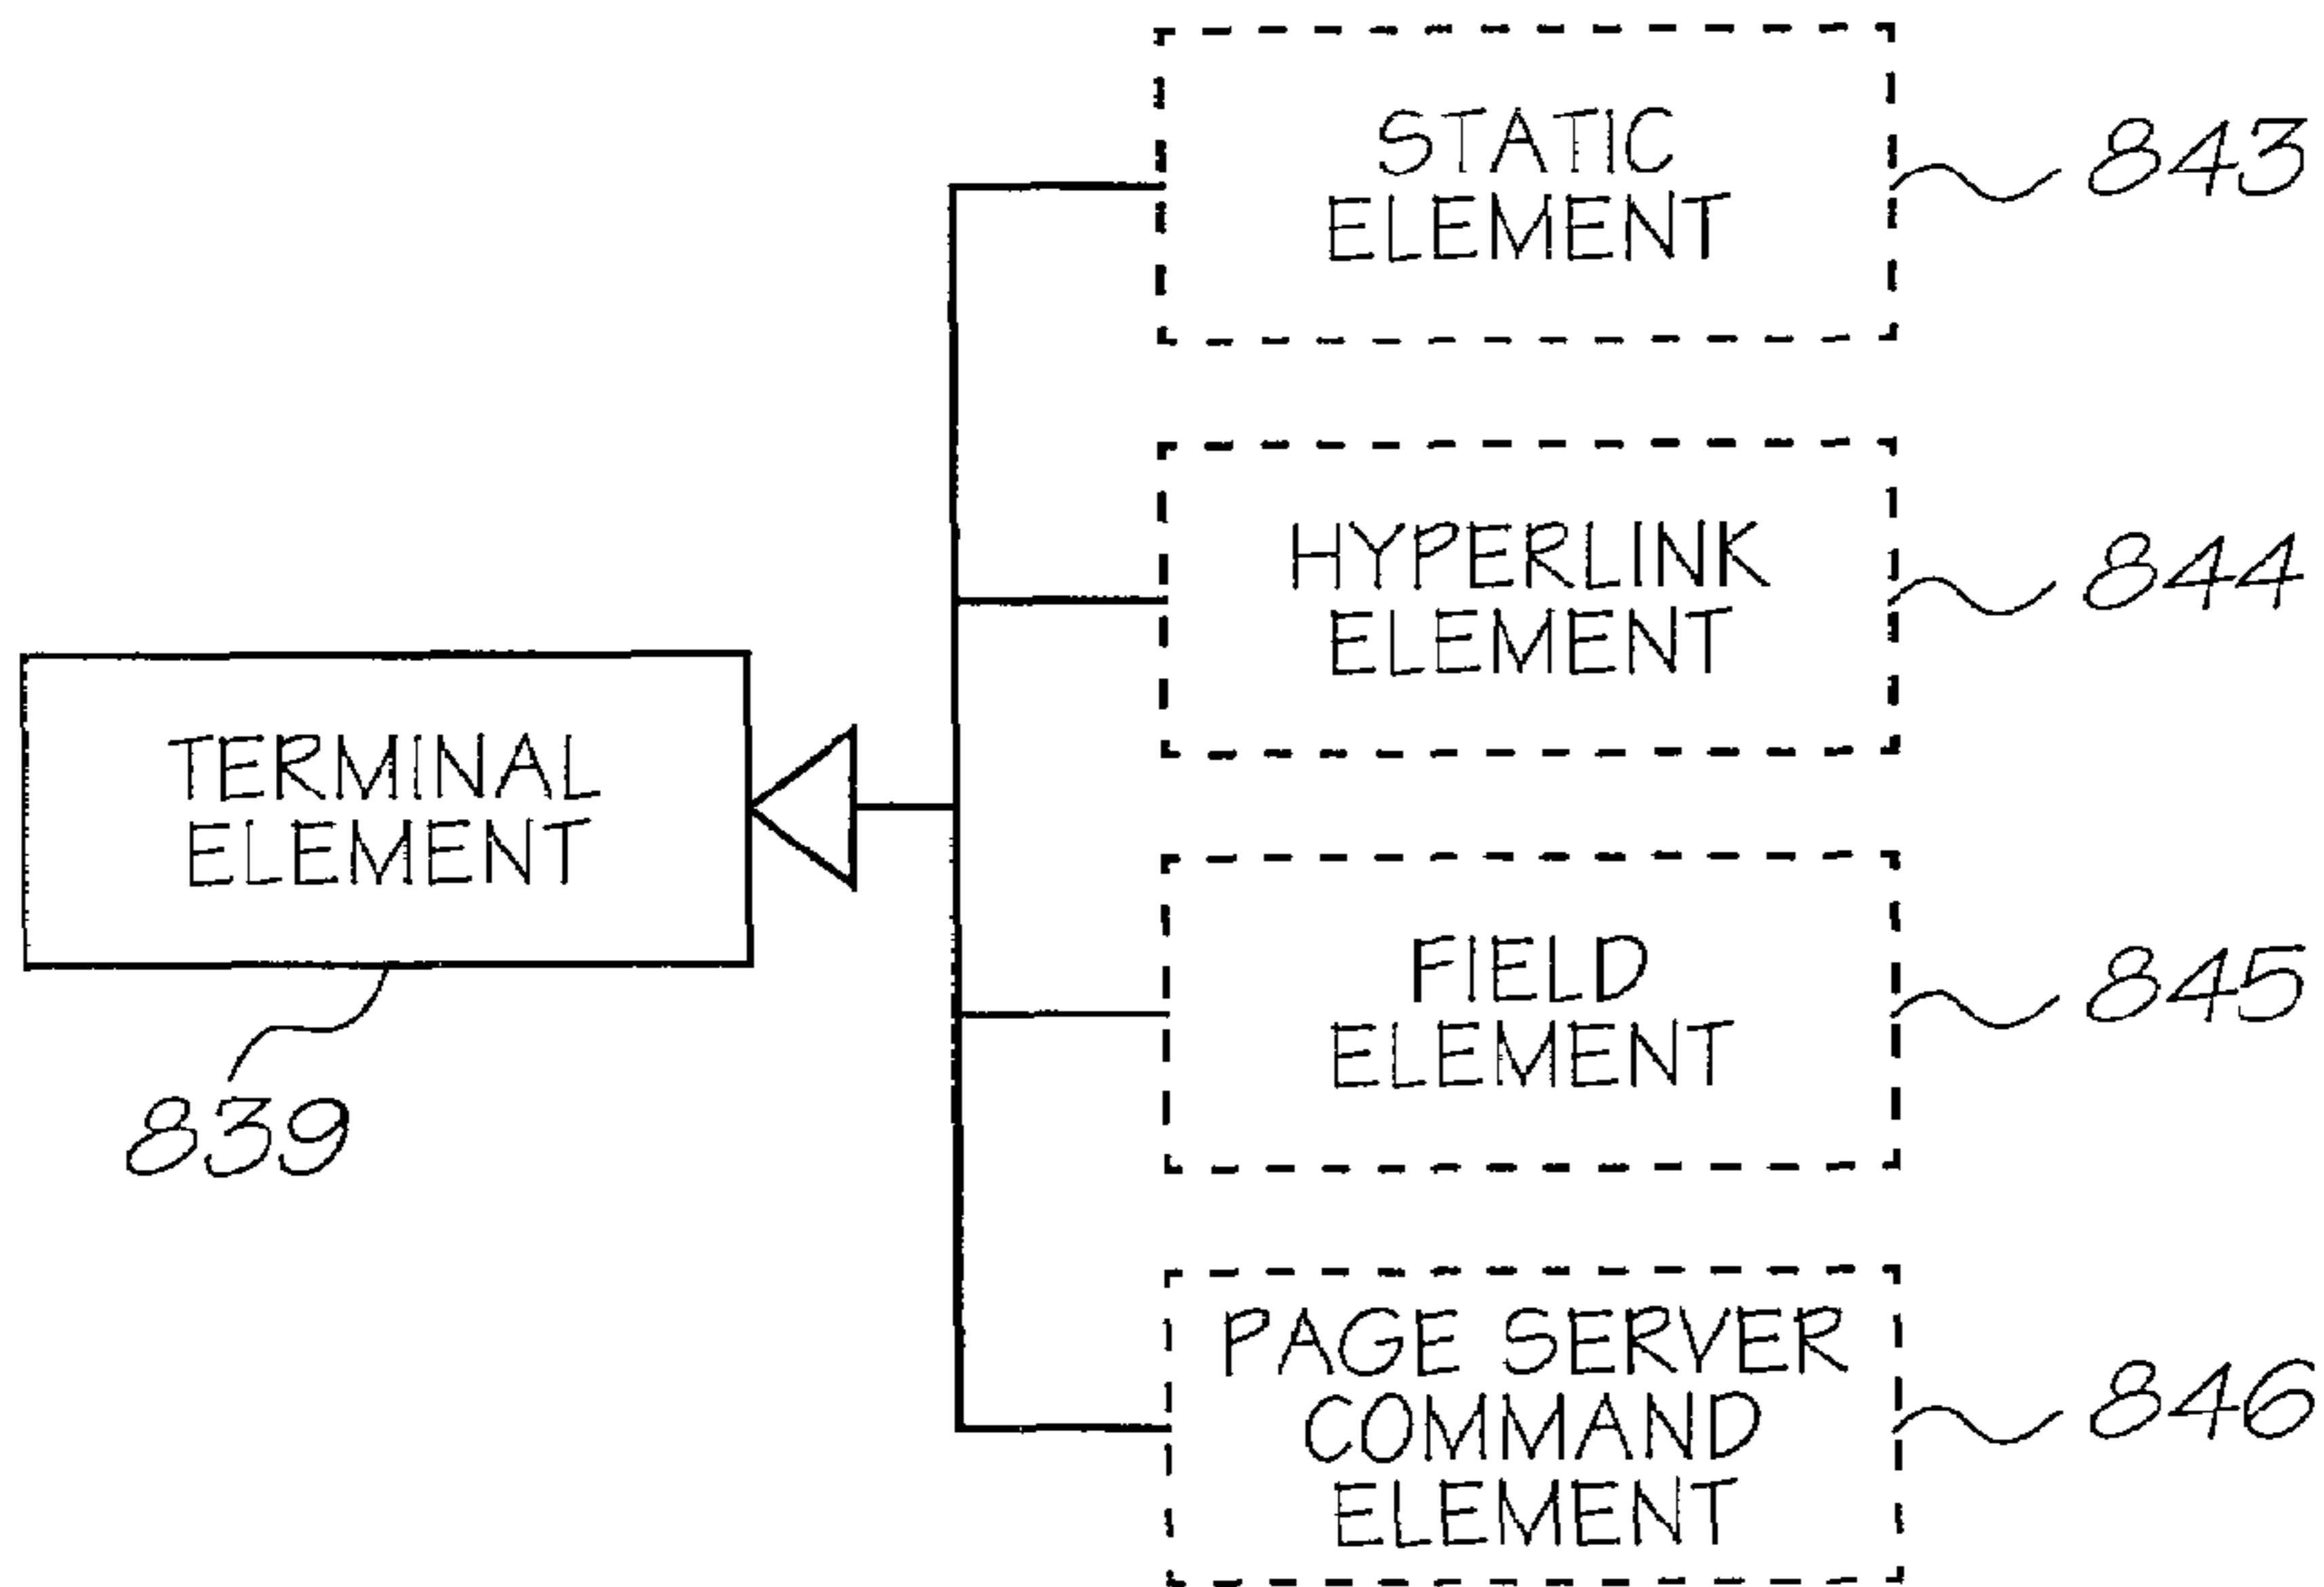 STATIC
ELEMENT
843
HYPERLINK
ELEMENT
844
TERMINAL
ELEMENT
839
FIELD
ELEMENT
845
PAGE SERVER
COMMAND
ELEMENT
846